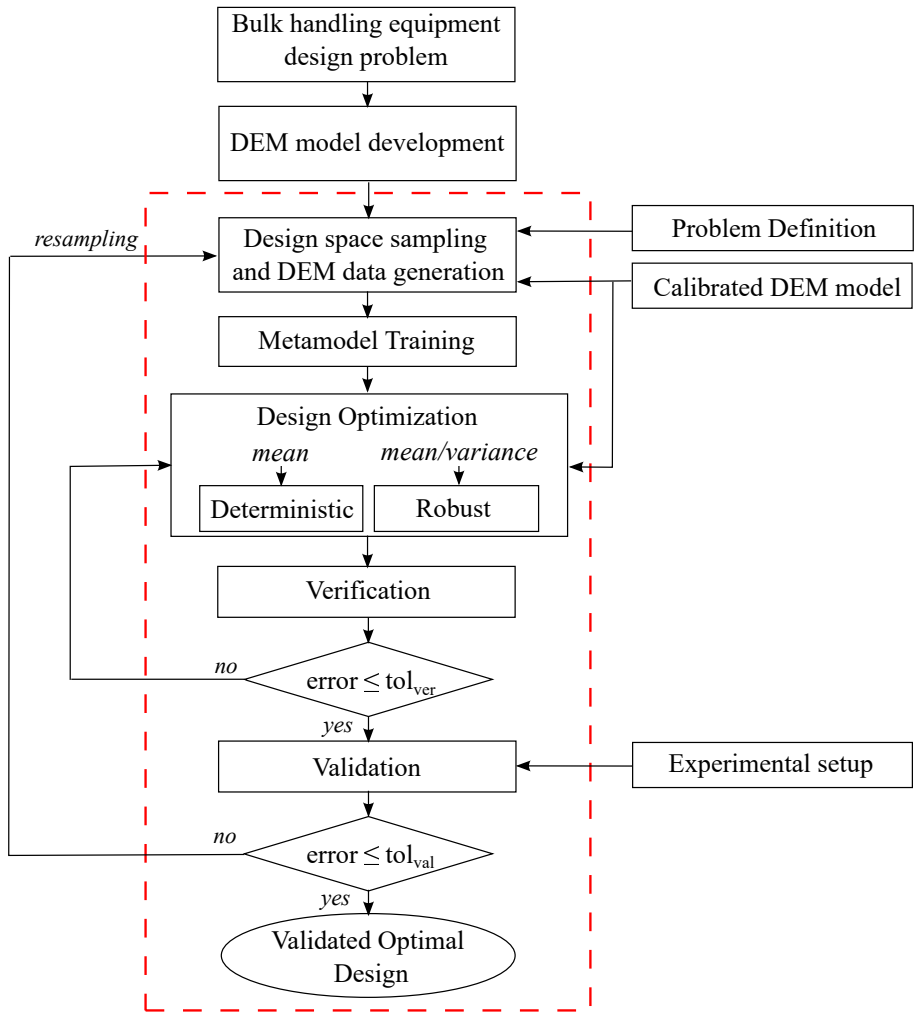 Bulk handling equipment
design problem
DEM model development
resampling
Design space sampling
and DEM data generation
Problem Definition
Calibrated DEM model
Metamodel Training
Design Optimization
mean
mean/variance
Deterministic
Robust
Verification
no
error ≤ tol_ver
yes
Validation
Experimental setup
no
error ≤ tol_val
yes
Validated Optimal
Design